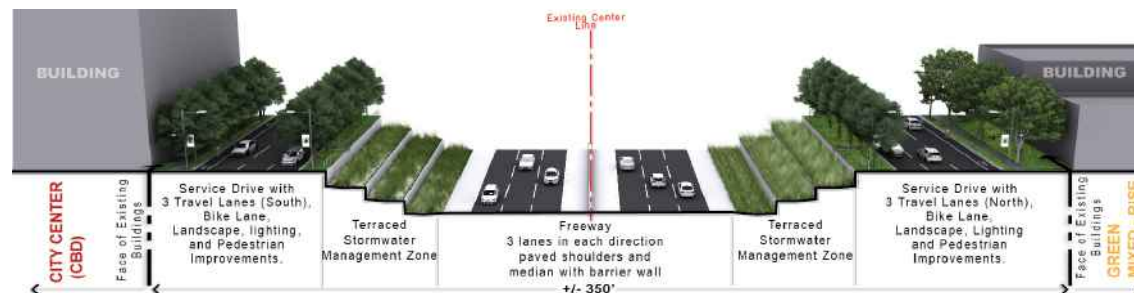 Existing Center
Line
BUILDING
BUILDING
CITY CENTER
(CBD)
Face of Existing
Buildings
Service Drive with
3 Travel Lanes (South),
Bike Lane,
Landscape, lighting,
and Pedestrian
Improvements.
Terraced
Stormwater
Management Zone
Freeway
3 lanes in each direction
paved shoulders and
median with barrier wall
Terraced
Stormwater
Management Zone
Service Drive with
3 Travel Lanes (North),
Bike Lane,
Landscape, Lighting
and Pedestrian
Improvements.
Face of Existing
Buildings
GREEN
MIXED RISE
+/- 350'